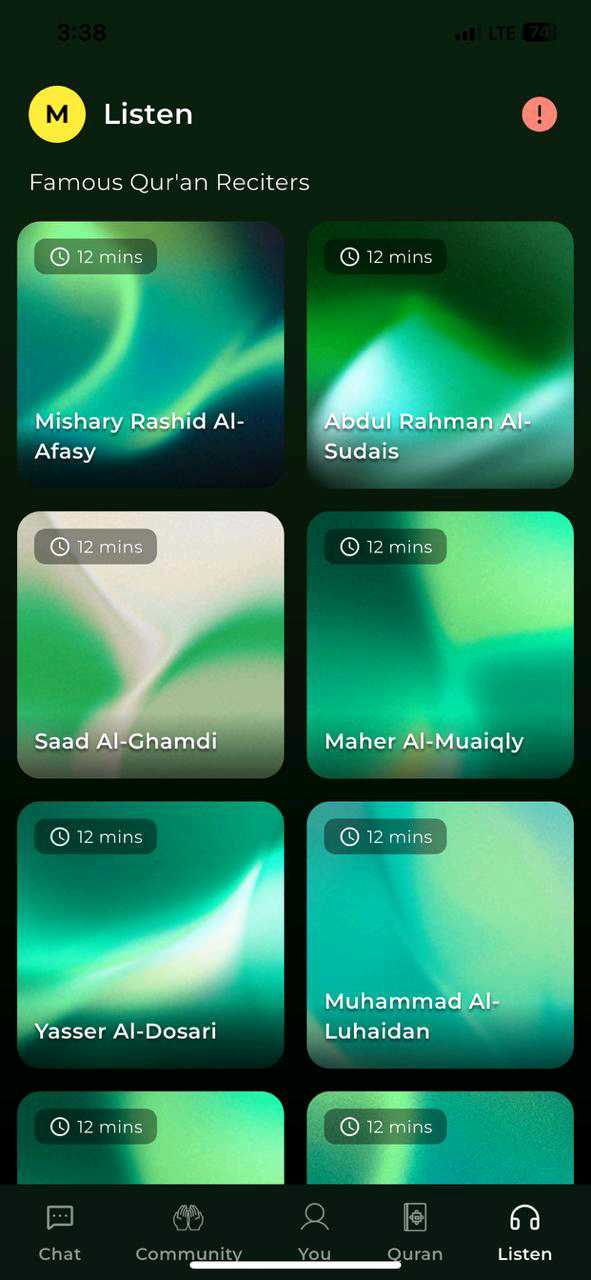 3:38
LTE 74
M Listen !
Famous Qur'an Reciters
12 mins
Mishary Rashid Al-
Afasy
12 mins
Abdul Rahman Al-
Sudais
12 mins
Saad Al-Ghamdi
12 mins
Maher Al-Muaiqly
12 mins
Yasser Al-Dosari
12 mins
Muhammad Al-
Luhaidan
12 mins
12 mins
Chat
Community
You
Quran
Listen